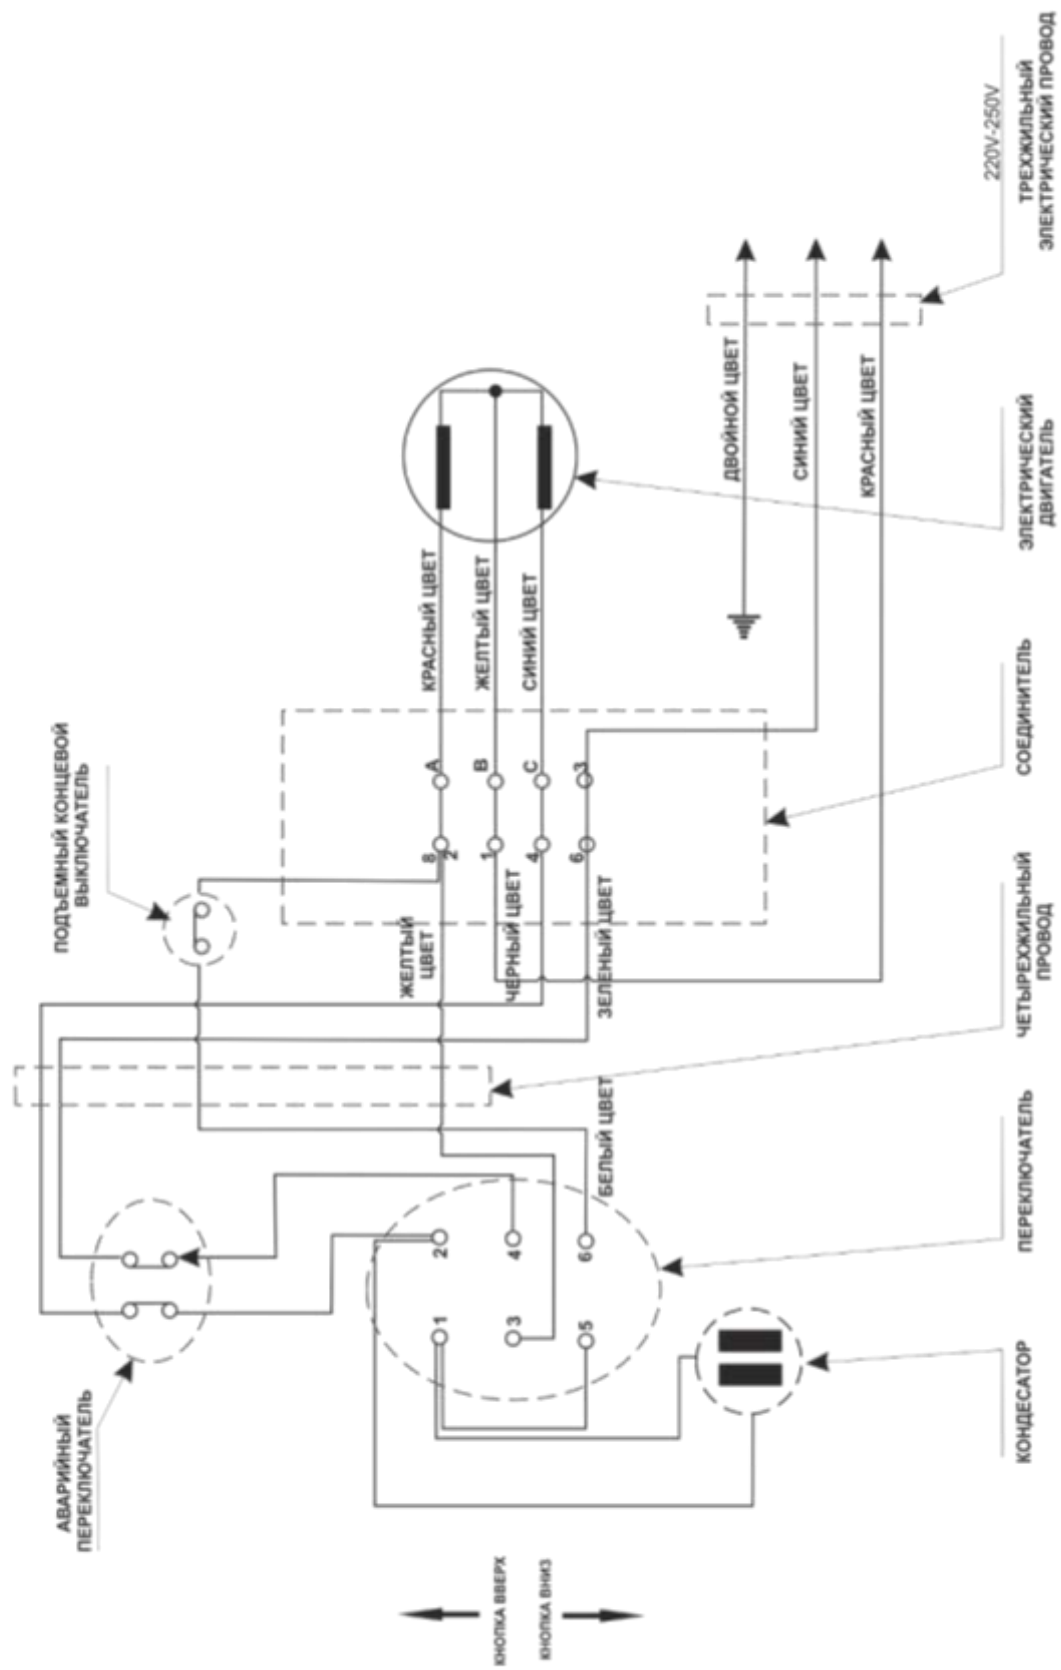 ПОДЪЕМНЫЙ КОНЦЕВОЙ
ВЫКЛЮЧАТЕЛЬ
АВАРИЙНЫЙ
ПЕРЕКЛЮЧАТЕЛЬ
КРАСНЫЙ ЦВЕТ
ЖЕЛТЫЙ ЦВЕТ
СИНИЙ ЦВЕТ
A
B
C
3
8
2
1
4
6
ЖЕЛТЫЙ
ЦВЕТ
ЧЕРНЫЙ ЦВЕТ
ЗЕЛЕНЫЙ ЦВЕТ
БЕЛЫЙ ЦВЕТ
2
4
6
1
3
5
КНОПКА ВВЕРХ
КНОПКА ВНИЗ
ДВОЙНОЙ ЦВЕТ
СИНИЙ ЦВЕТ
КРАСНЫЙ ЦВЕТ
КОНДЕСАТОР
ПЕРЕКЛЮЧАТЕЛЬ
ЧЕТЫРЕХЖИЛЬНЫЙ
ПРОВОД
СОЕДИНИТЕЛЬ
ЭЛЕКТРИЧЕСКИЙ
ДВИГАТЕЛЬ
220V-250V
ТРЕХЖИЛЬНЫЙ
ЭЛЕКТРИЧЕСКИЙ ПРОВОД